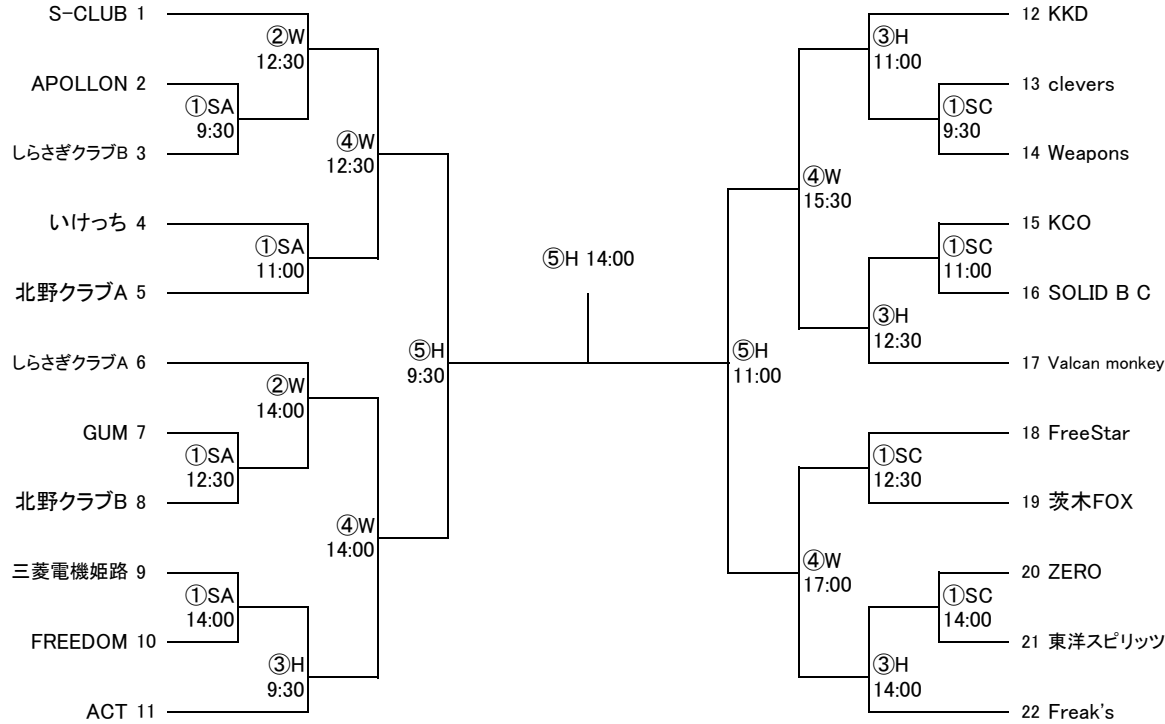 S-CLUB 1
②W
12:30
APOLLON 2
①SA
9:30
しらさぎクラブB 3
④W
12:30
いけっち 4
①SA
11:00
北野クラブA 5
⑤H
9:30
しらさぎクラブA 6
②W
14:00
GUM 7
①SA
12:30
北野クラブB 8
④W
14:00
三菱電機姫路 9
①SA
14:00
FREEDOM 10
③H
9:30
ACT 11
⑤H 14:00
12 KKD
③H
11:00
13 clevers
①SC
9:30
14 Weapons
④W
15:30
15 KCO
①SC
11:00
16 SOLID B C
③H
12:30
17 Valcan monkey
⑤H
11:00
18 FreeStar
①SC
12:30
19 茨木FOX
④W
17:00
20 ZERO
①SC
14:00
21 東洋スピリッツ
③H
14:00
22 Freak's